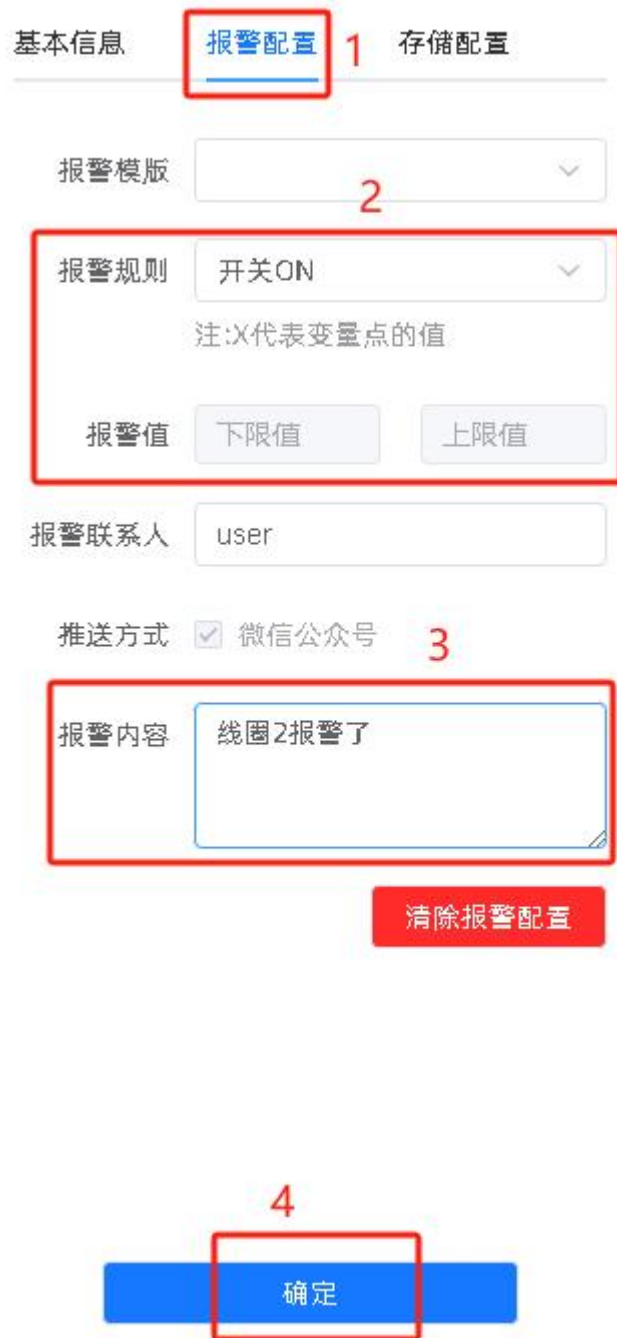 基本信息 报警配置 1 存储配置
报警模版
2
报警规则 开关ON
注:X代表变量点的值
报警值 下限值 上限值
报警联系人 user
推送方式 微信公众号 3
报警内容 线圈2报警了
清除报警配置
4
确定